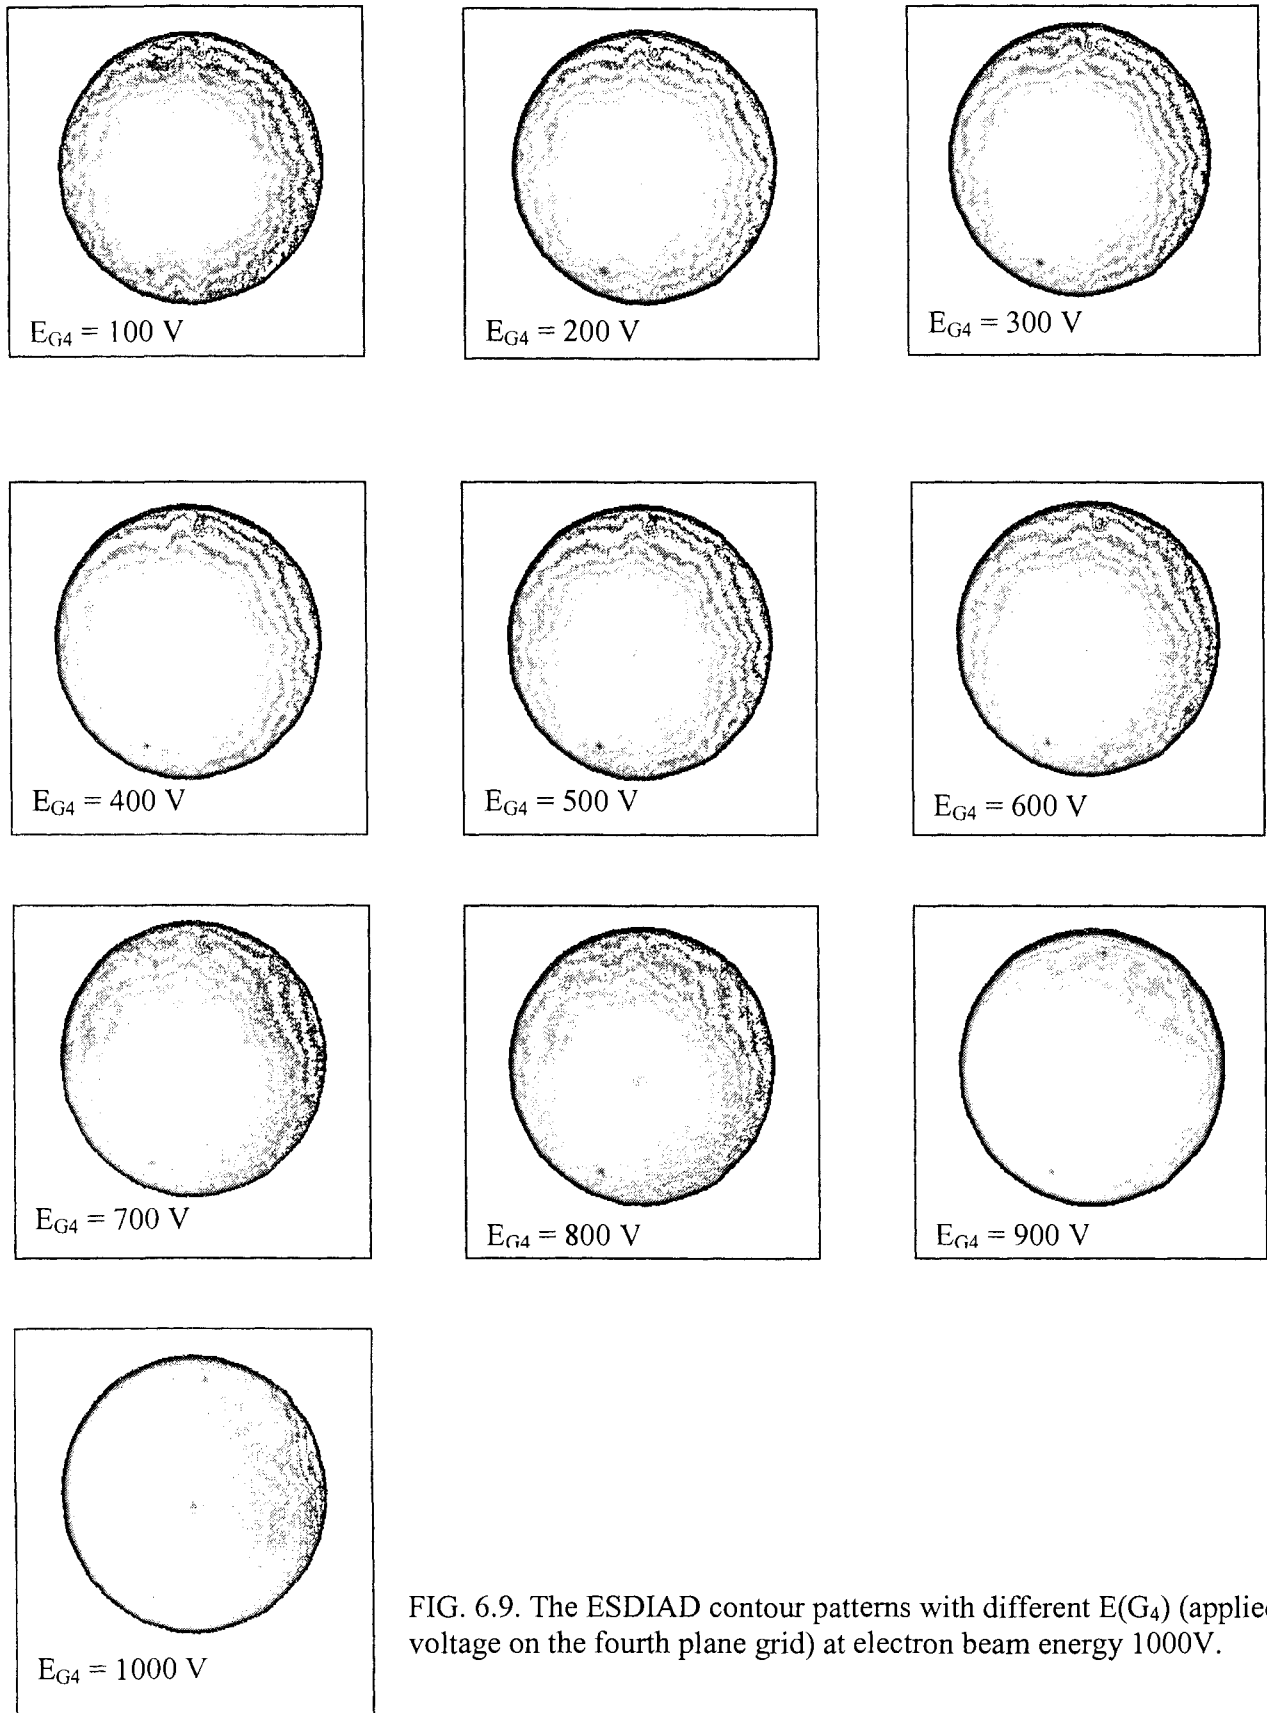 E_G4 = 100 V
E_G4 = 200 V
E_G4 = 300 V
E_G4 = 400 V
E_G4 = 500 V
E_G4 = 600 V
E_G4 = 700 V
E_G4 = 800 V
E_G4 = 900 V
E_G4 = 1000 V
FIG. 6.9. The ESDIAD contour patterns with different E(G₄) (applie
voltage on the fourth plane grid) at electron beam energy 1000V.